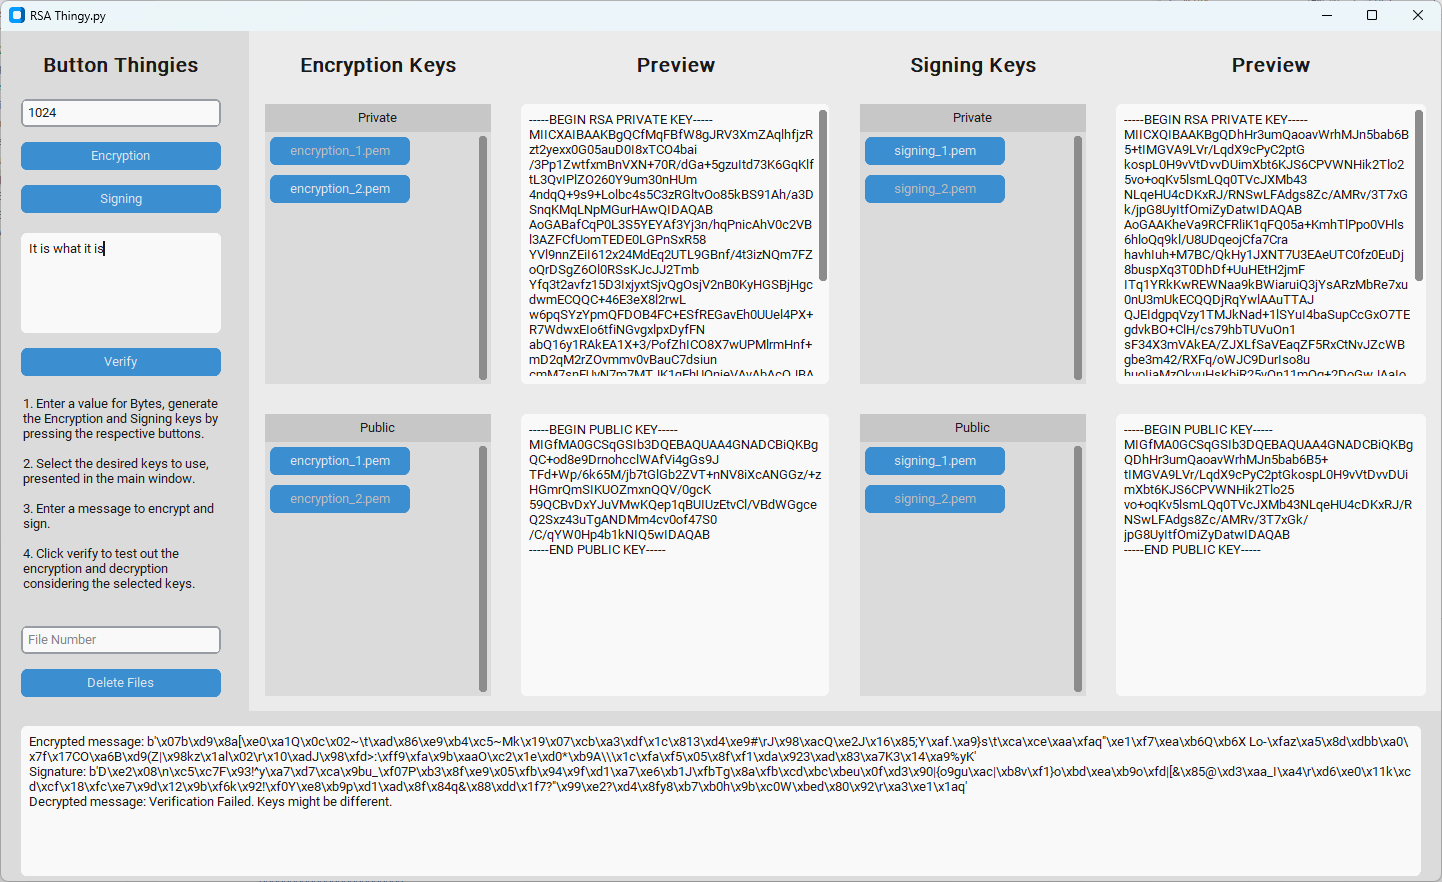 RSA Thingy.py
Button Thingies
1024
Encryption
Signing
It is what it is
Verify
1. Enter a value for Bytes, generate
the Encryption and Signing keys by
pressing the respective buttons.
2. Select the desired keys to use,
presented in the main window.
3. Enter a message to encrypt and
sign.
4. Click verify to test out the
encryption and decryption
considering the selected keys.
File Number
Delete Files
Encryption Keys
Private
encryption_1.pem
encryption_2.pem
Public
encryption_1.pem
encryption_2.pem
Preview
-----BEGIN RSA PRIVATE KEY-----
MIICXAIBAAKBgQCfMqFBfW8gJRV3XmZAqlhfjzR
zt2yexx0G05auD0I8xTCO4bai
/3Pp1ZwtfxmBnVXN+70R/dGa+5gzuItd73K6GqKlf
tL3QvIPlZO260Y9um30nHUm
4ndqQ+9s9+Lolbc4s5C3zRGltvOo85kBS91Ah/a3D
SnqKMqLNpMGurHAwQIDAQAB
AoGABafCqP0L3S5YEYAf3Yj3n/hqPnicAhV0c2VB
l3AZFCfUomTEDE0LGPnSxR58
YVl9nnZEiI612x24MdEq2UTL9GBnf/4t3izNQm7FZ
oQrDSgZ6Ol0RSsKJcJJ2Tmb
Yfq3t2avfz15D3IxjyxtSjvQgOsjV2nB0KyHGSBjHgc
dwmECQQC+46E3eX8l2rwL
w6pqSYzYpmQFDOB4FC+ESfREGavEh0UUel4PX+
R7WdwxEIo6tfiNGvgxlpxDyfFN
abQ16y1RAkEA1X+3/PofZhICO8X7wUPMlrmHnf+
mD2qM2rZOvmmv0vBauC7dsiun
-----BEGIN PUBLIC KEY-----
MIGfMA0GCSqGSIb3DQEBAQUAA4GNADCBiQKBg
QC+od8e9DrnohcclWAfVi4gGs9J
TFd+Wp/6k65M/jb7tGlGb2ZVT+nNV8iXcANGGz/+z
HGmrQmSIKUOZmxnQQV/0gcK
59QCBvDxYJuVMwKQep1qBUIUzEtvCl/VBdWGgce
Q2Sxz43uTgANDMm4cv0of47S0
/C/qYW0Hp4b1kNIQ5wIDAQAB
-----END PUBLIC KEY-----
Signing Keys
Private
signing_1.pem
signing_2.pem
Public
signing_1.pem
signing_2.pem
Preview
-----BEGIN RSA PRIVATE KEY-----
MIICXQIBAAKBgQDhHr3umQaoavWrhMJn5bab6B
5+tIMGVA9LVr/LqdX9cPyC2ptG
kospL0H9vVtDvvDUimXbt6KJS6CPVWNHik2Tlo2
5vo+oqKv5lsmLQq0TVcJXMb43
NLqeHU4cDKxRJ/RNSwLFAdgs8Zc/AMRv/3T7xG
k/jpG8UyItfOmiZyDatwIDAQAB
AoGAAKheVa9RCFRliK1qFQ05a+KmhTlPpo0VHls
6hloQq9kl/U8UDqeojCfa7Cra
havhIuh+M7BC/QkHy1JXNT7U3EAeUTC0fz0EuDj
8buspXq3T0DhDf+UuHEtH2jmF
ITq1YRkKwREWNaa9kBWiaruiQ3jYsARzMbRe7xu
0nU3mUkECQQDjRqYwlAAuTTAJ
QJEIdgpqVzy1TMJkNad+1lSYuI4baSupCcGxO7TE
gdvkBO+ClH/cs79hbTUVuOn1
sF34X3mVAkEA/ZJXLfSaVEaqZF5RxCtNvJZcWB
gbe3m42/RXFq/oWJC9DurIso8u
-----BEGIN PUBLIC KEY-----
MIGfMA0GCSqGSIb3DQEBAQUAA4GNADCBiQKBg
QDhHr3umQaoavWrhMJn5bab6B5+
tIMGVA9LVr/LqdX9cPyC2ptGkospL0H9vVtDvvDUi
mXbt6KJS6CPVWNHik2Tlo25
vo+oqKv5lsmLQq0TVcJXMb43NLqeHU4cDKxRJ/R
NSwLFAdgs8Zc/AMRv/3T7xGk/
jpG8UyItfOmiZyDatwIDAQAB
-----END PUBLIC KEY-----
Encrypted message: b'\x07b\xd9\x8a[\xe0\xa1Q\x0c\x02~\t\xad\x86\xe9\xb4\xc5~Mk\x19\x07\xcb\xa3\xdf\x1c\x813\xd4\xe9#\rJ\x98\xacQ\xe2J\x16\x85;Y\xaf.\xa9}s\t\xca\xce\xaa\xfaq"\xe1\xf7\xea\xb6Q\xb6X Lo-\xfaz\xa5\x8d\xdbb\xa0\
x7f\x17CO\xa6B\xd9(Z|\x98kz\x1al\x02\r\x10\xadJ\x98\xfd>:\xff9\xfa\x9b\xaaO\xc2\x1e\xd0*\xb9A\\\x1c\xfa\xf5\x05\x8f\xf1\xda\x923\xad\x83\xa7K3\x14\xa9%yK'
Signature: b'D\xe2\x08\n\xc5\xc7F\x93!^y\xa7\xd7\xca\x9bu_\xf07P\xb3\x8f\xe9\x05\xfb\x94\x9f\xd1\xa7\xe6\xb1J\xfbTg\x8a\xfb\xcd\xbc\xbeu\x0f\xd3\x90|{o9gu\xac|\xb8v\xf1}o\xbd\xea\xb9o\xfd|[&\x85@\xd3\xaa_I\xa4\r\xd6\xe0\x11k\xc
d\xcf\x18\xfc\xe7\x9d\x12\x9b\xf6k\x92!\xf0Y\xe8\xb9p\xd1\xad\x8f\x84q&\x88\xdd\x1f7?"\x99\xe2?\xd4\x8fy8\xb7\xb0h\x9b\xc0W\xbed\x80\x92\r\xa3\xe1\x1aq'
Decrypted message: Verification Failed. Keys might be different.